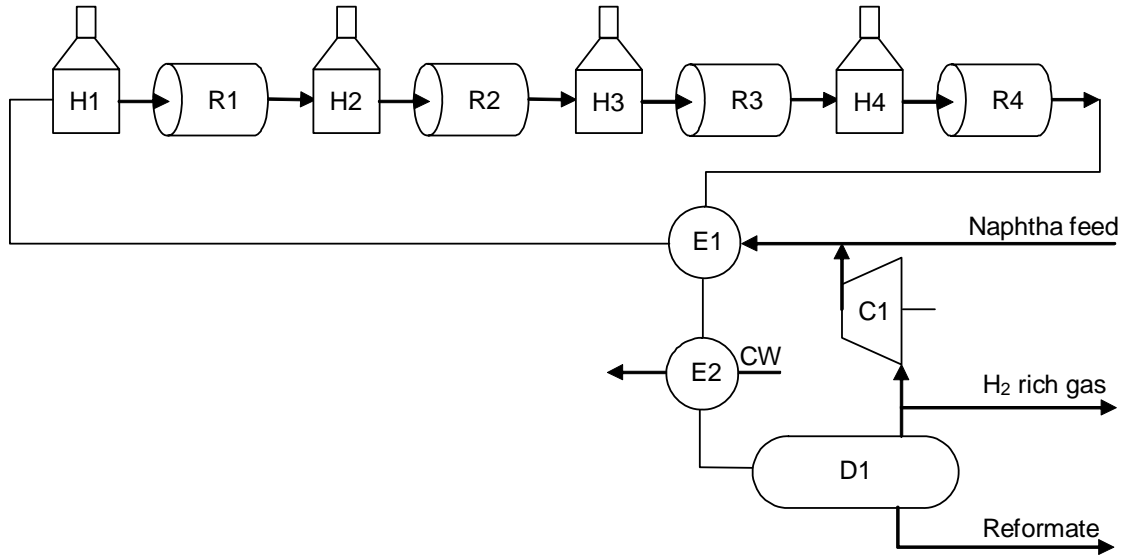 H1
R1
H2
R2
H3
R3
H4
R4
E1
Naphtha feed
C1
E2
CW
H₂ rich gas
D1
Reformate